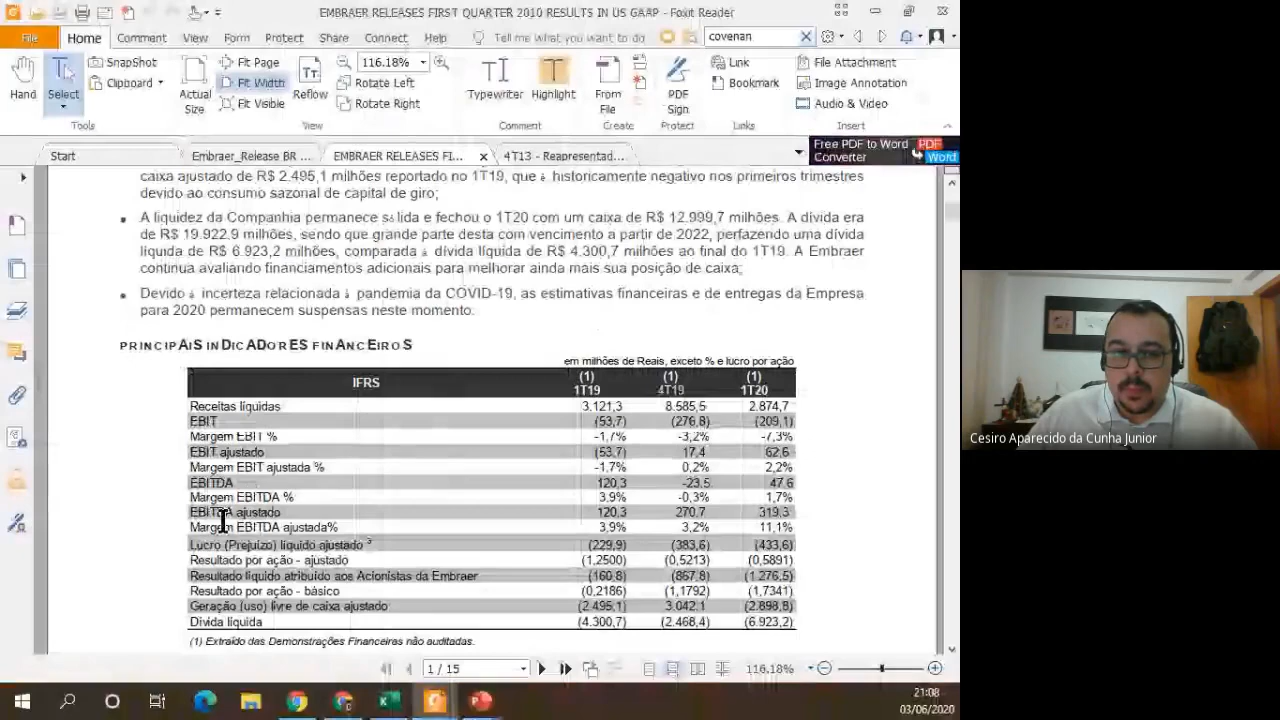 EMBRAER RELEASES FIRST QUARTER 2010 RESULTS IN US GAAP - Foxit Reader
File Home Comment View Form Protect Share Connect Help Tell me what you want to do covenan
SnapShot Fit Page 116.18% Link File Attachment
Clipboard Fit Width Rotate Left Bookmark Image Annotation
Hand Select Actual Size Reflow Fit Visible Rotate Right Typewriter Highlight From File PDF Sign Audio & Video
Tools View Comment Create Protect Links Insert
Start Embraer_Release BR ... EMBRAER RELEASES FI... 4T13 - Reapresentad...
Free PDF to Word PDF
Converter Word
caixa ajustado de R$ 2.495,1 milhões reportado no 1T19, que é historicamente negativo nos primeiros trimestres
devido ao consumo sazonal de capital de giro;
• A liquidez da Companhia permanece sólida e fechou o 1T20 com um caixa de R$ 12.999,7 milhões. A dívida era
de R$ 19.922,9 milhões, sendo que grande parte desta com vencimento a partir de 2022, perfazendo uma dívida
líquida de R$ 6.923,2 milhões, comparada à dívida líquida de R$ 4.300,7 milhões ao final do 1T19. A Embraer
continua avaliando financiamentos adicionais para melhorar ainda mais sua posição de caixa;
• Devido à incerteza relacionada à pandemia da COVID-19, as estimativas financeiras e de entregas da Empresa
para 2020 permanecem suspensas neste momento.
PRINCIPAIS INDICADORES FINANCEIROS
em milhões de Reais, exceto % e lucro por ação
IFRS (1) 1T19 (1) 4T19 (1) 1T20
Receitas líquidas 3.121,3 8.585,5 2.874,7
EBIT (53,7) (276,8) (209,1)
Margem EBIT % -1,7% -3,2% -7,3%
EBIT ajustado (53,7) 17,4 62,6
Margem EBIT ajustada % -1,7% 0,2% 2,2%
EBITDA 120,3 -23,5 47,6
Margem EBITDA % 3,9% -0,3% 1,7%
EBITDA ajustado 120,3 270,7 319,3
Margem EBITDA ajustada% 3,9% 3,2% 11,1%
Lucro (Prejuízo) líquido ajustado 3 (229,9) (383,6) (433,6)
Resultado por ação - ajustado (1,2500) (0,5213) (0,5891)
Resultado líquido atribuído aos Acionistas da Embraer (160,8) (867,8) (1.276,5)
Resultado por ação - básico (0,2186) (1,1792) (1,7341)
Geração (uso) livre de caixa ajustado (2.495,1) 3.042,1 (2.898,8)
Dívida líquida (4.300,7) (2.468,4) (6.923,2)
(1) Extraído das Demonstrações Financeiras não auditadas.
1 / 15 116.18%
21:08
03/06/2020
Cesiro Aparecido da Cunha Junior